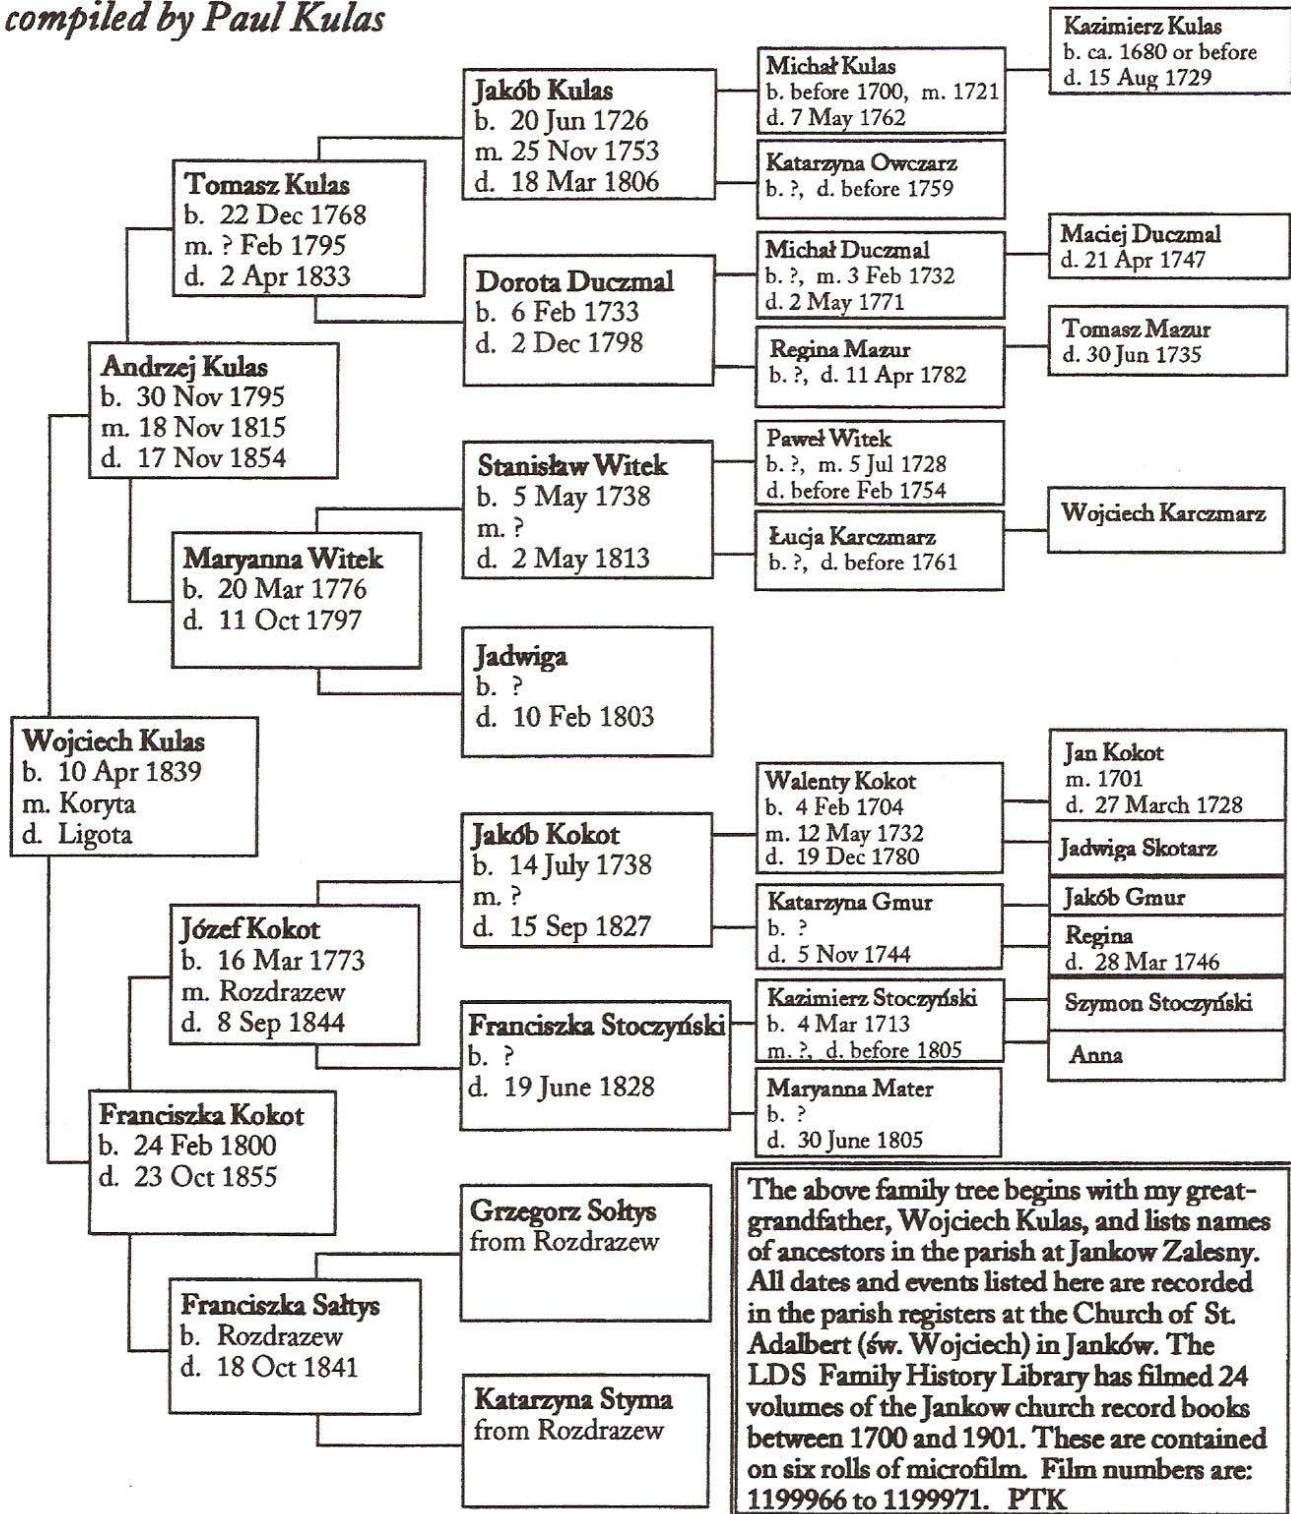 compiled by Paul Kulas
Wojciech Kulas
b. 10 Apr 1839
m. Koryta
d. Ligota
Andrzej Kulas
b. 30 Nov 1795
m. 18 Nov 1815
d. 17 Nov 1854
Franciszka Kokot
b. 24 Feb 1800
d. 23 Oct 1855
Tomasz Kulas
b. 22 Dec 1768
m. ? Feb 1795
d. 2 Apr 1833
Maryanna Witek
b. 20 Mar 1776
d. 11 Oct 1797
Józef Kokot
b. 16 Mar 1773
m. Rozdrazew
d. 8 Sep 1844
Franciszka Sałtys
b. Rozdrazew
d. 18 Oct 1841
Jakób Kulas
b. 20 Jun 1726
m. 25 Nov 1753
d. 18 Mar 1806
Dorota Duczmal
b. 6 Feb 1733
d. 2 Dec 1798
Stanisław Witek
b. 5 May 1738
m. ?
d. 2 May 1813
Jadwiga
b. ?
d. 10 Feb 1803
Jakób Kokot
b. 14 July 1738
m. ?
d. 15 Sep 1827
Franciszka Stoczyński
b. ?
d. 19 June 1828
Grzegorz Sołtys
from Rozdrazew
Katarzyna Styma
from Rozdrazew
Michał Kulas
b. before 1700, m. 1721
d. 7 May 1762
Katarzyna Owczarz
b. ?, d. before 1759
Michał Duczmal
b. ?, m. 3 Feb 1732
d. 2 May 1771
Regina Mazur
b. ?, d. 11 Apr 1782
Paweł Witek
b. ?, m. 5 Jul 1728
d. before Feb 1754
Łucja Karczmarz
b. ?, d. before 1761
Walenty Kokot
b. 4 Feb 1704
m. 12 May 1732
d. 19 Dec 1780
Katarzyna Gmur
b. ?
d. 5 Nov 1744
Kazimierz Stoczyński
b. 4 Mar 1713
m. ?, d. before 1805
Maryanna Mater
b. ?
d. 30 June 1805
Kazimierz Kulas
b. ca. 1680 or before
d. 15 Aug 1729
Maciej Duczmal
d. 21 Apr 1747
Tomasz Mazur
d. 30 Jun 1735
Wojciech Karczmarz
Jan Kokot
m. 1701
d. 27 March 1728
Jadwiga Skotarz
Jakób Gmur
Regina
d. 28 Mar 1746
Szymon Stoczyński
Anna
The above family tree begins with my great-
grandfather, Wojciech Kulas, and lists names
of ancestors in the parish at Jankow Zalesny.
All dates and events listed here are recorded
in the parish registers at the Church of St.
Adalbert (św. Wojciech) in Janków. The
LDS Family History Library has filmed 24
volumes of the Jankow church record books
between 1700 and 1901. These are contained
on six rolls of microfilm. Film numbers are:
1199966 to 1199971. PTK